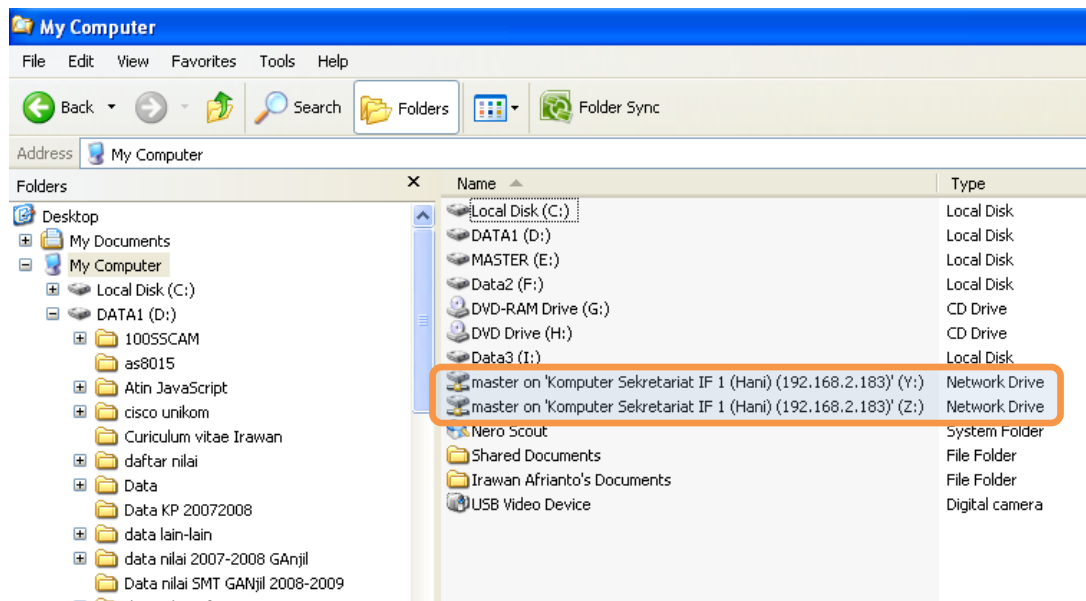 My Computer
File Edit View Favorites Tools Help
Back Search Folders Folder Sync
Address My Computer
Folders
Desktop
My Documents
My Computer
Local Disk (C:)
DATA1 (D:)
100SSCAM
as8015
Atin JavaScript
cisco unikom
Curiculum vitae Irawan
daftar nilai
Data
Data KP 20072008
data lain-lain
data nilai 2007-2008 GAnjil
Data nilai SMT GANjil 2008-2009
Name Type
Local Disk (C:) Local Disk
DATA1 (D:) Local Disk
MASTER (E:) Local Disk
Data2 (F:) Local Disk
DVD-RAM Drive (G:) CD Drive
DVD Drive (H:) CD Drive
Data3 (I:) Local Disk
master on 'Komputer Sekretariat IF 1 (Hani) (192.168.2.183)' (Y:) Network Drive
master on 'Komputer Sekretariat IF 1 (Hani) (192.168.2.183)' (Z:) Network Drive
Nero Scout System Folder
Shared Documents File Folder
Irawan Afrianto's Documents File Folder
USB Video Device Digital camera